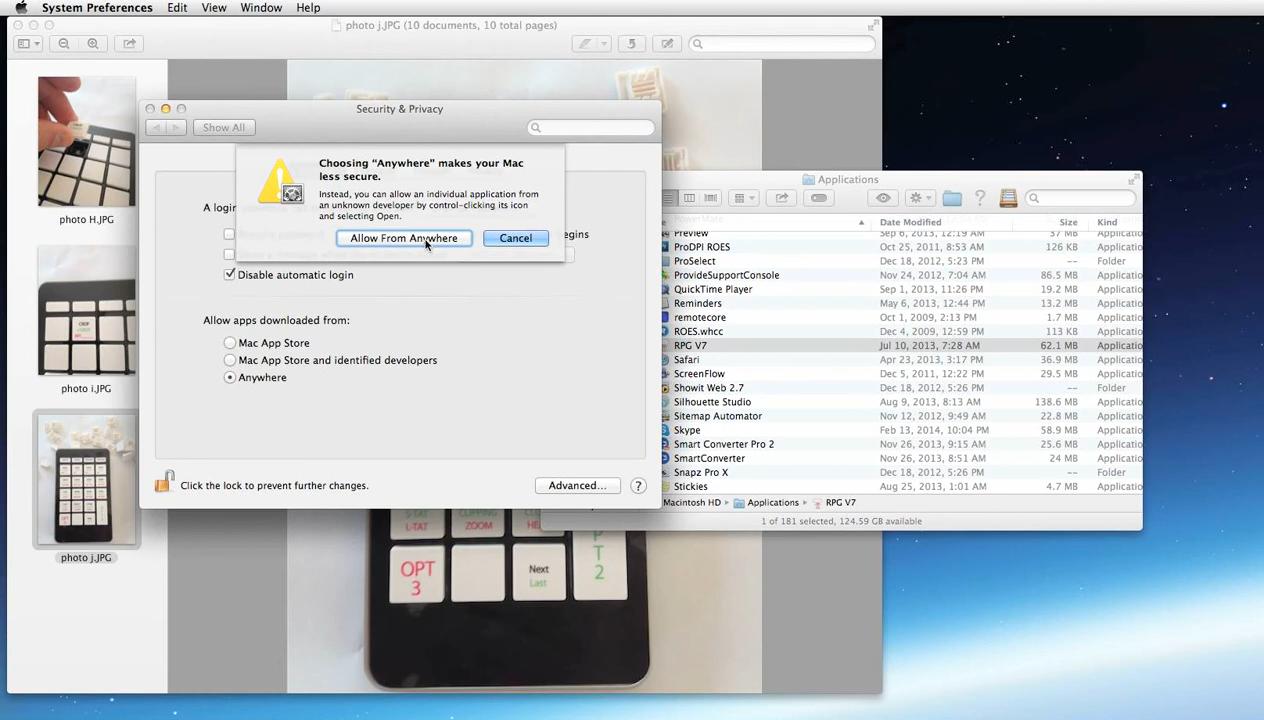 System Preferences Edit View Window Help
photo j.JPG (10 documents, 10 total pages)
photo H.JPG
photo i.JPG
photo j.JPG
Security & Privacy
Show All
Choosing “Anywhere” makes your Mac
less secure.
Instead, you can allow an individual application from
an unknown developer by control-clicking its icon
and selecting Open.
Allow From Anywhere Cancel
A login
Disable automatic login
Allow apps downloaded from:
Mac App Store
Mac App Store and identified developers
Anywhere
Click the lock to prevent further changes.
Advanced... ?
Applications
Date Modified Size Kind
Preview Sep 6, 2013, 12:19 AM 37 MB Applicatio
ProDPI ROES Oct 25, 2011, 8:53 AM 126 KB Applicatio
ProSelect Dec 18, 2012, 5:23 PM -- Folder
ProvideSupportConsole Nov 24, 2012, 7:04 AM 86.5 MB Applicatio
QuickTime Player Sep 1, 2013, 11:26 PM 19.2 MB Applicatio
Reminders May 6, 2013, 12:44 PM 13.2 MB Applicatio
remotecore Oct 1, 2009, 2:13 PM 1.7 MB Applicatio
ROES.whcc Dec 4, 2009, 12:59 PM 113 KB Applicatio
RPG V7 Jul 10, 2013, 7:28 AM 62.1 MB Applicatio
Safari Apr 23, 2013, 3:17 PM 36.9 MB Applicatio
ScreenFlow Dec 5, 2011, 8:53 AM 29.5 MB Applicatio
Showit Web 2.7 Dec 18, 2012, 5:26 PM -- Folder
Silhouette Studio Aug 9, 2013, 8:13 AM 138.6 MB Applicatio
Sitemap Automator Nov 12, 2012, 9:49 AM 22.8 MB Applicatio
Skype Feb 13, 2014, 10:04 PM 58.9 MB Applicatio
Smart Converter Pro 2 Nov 26, 2013, 9:15 AM 25.6 MB Applicatio
SmartConverter Nov 26, 2013, 9:22 AM 24 MB Applicatio
Snapz Pro X Dec 18, 2012, 5:26 PM -- Folder
Stickies Aug 25, 2013, 1:01 AM 4.7 MB Applicatio
Macintosh HD Applications RPG V7
1 of 181 selected, 124.59 GB available
L-TAT
CLIPPING
ZOOM
OPT
3
Next
Last
PT
2